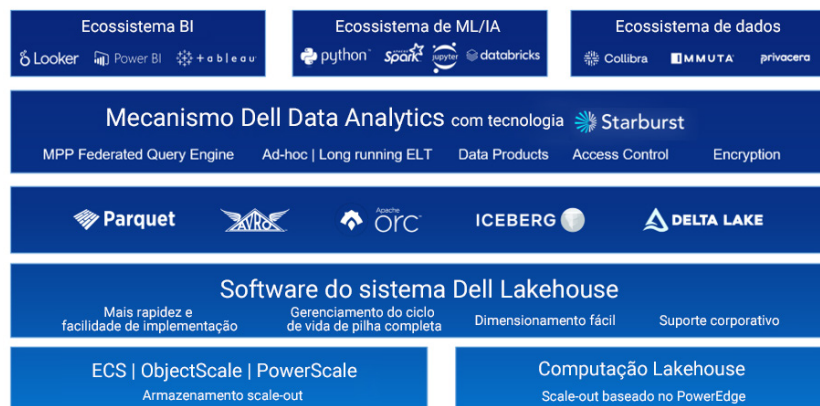 Ecossistema BI
Looker Power BI +ableau
Ecossistema de ML/IA
python Spark jupyter databricks
Ecossistema de dados
Collibra IMMUTA privacera
Mecanismo Dell Data Analytics com tecnologia Starburst
MPP Federated Query Engine Ad-hoc | Long running ELT Data Products Access Control Encryption
Parquet AVRO Apache orc ICEBERG DELTA LAKE
Software do sistema Dell Lakehouse
Mais rapidez e
facilidade de implementação
Gerenciamento do ciclo
de vida de pilha completa
Dimensionamento fácil
Suporte corporativo
ECS | ObjectScale | PowerScale
Armazenamento scale-out
Computação Lakehouse
Scale-out baseado no PowerEdge